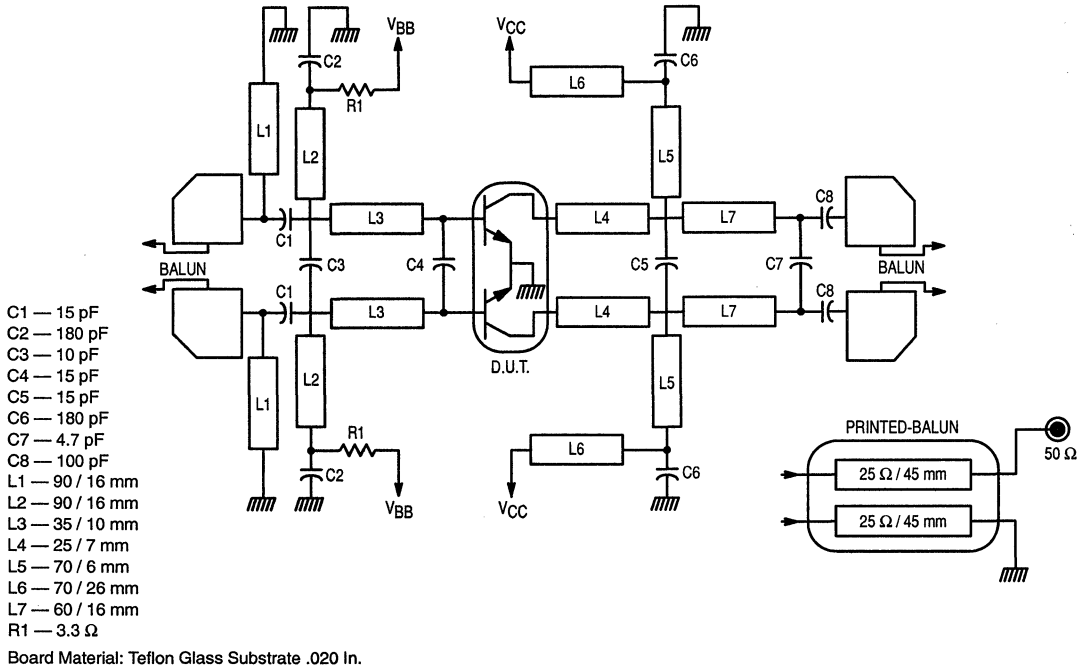 VBB
VCC
C2
R1
L1
L2
C6
L6
L5
C1
L3
C3
C4
L4
L7
C8
C5
C7
BALUN
BALUN
C1
L3
L4
L7
C8
D.U.T.
L1
L2
R1
C2
VBB
L5
L6
C6
VCC
C1 — 15 pF
C2 — 180 pF
C3 — 10 pF
C4 — 15 pF
C5 — 15 pF
C6 — 180 pF
C7 — 4.7 pF
C8 — 100 pF
L1 — 90 / 16 mm
L2 — 90 / 16 mm
L3 — 35 / 10 mm
L4 — 25 / 7 mm
L5 — 70 / 6 mm
L6 — 70 / 26 mm
L7 — 60 / 16 mm
R1 — 3.3 Ω
Board Material: Teflon Glass Substrate .020 In.
PRINTED-BALUN
25 Ω / 45 mm
25 Ω / 45 mm
50 Ω